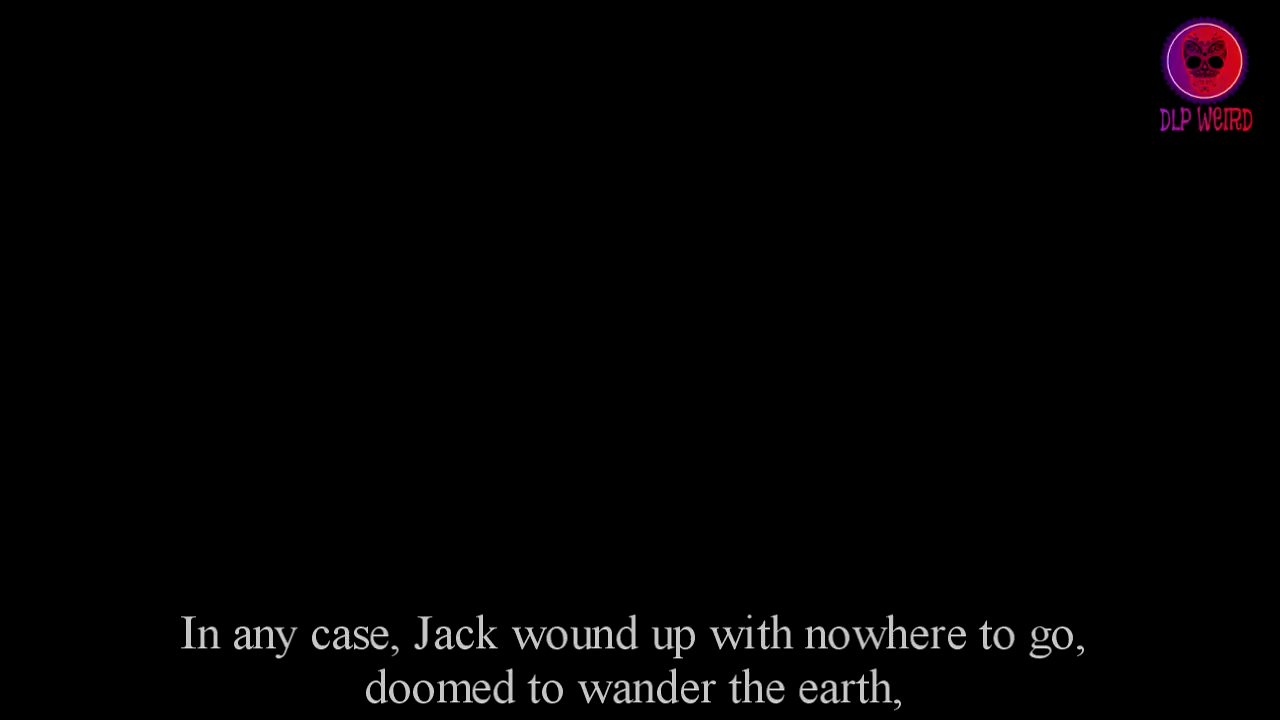 DLP WEIRD
In any case, Jack wound up with nowhere to go,
doomed to wander the earth,